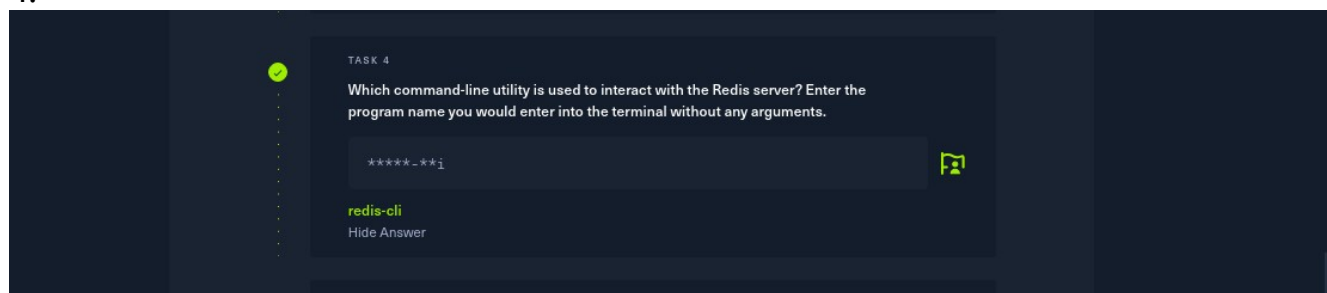 TASK 4
Which command-line utility is used to interact with the Redis server? Enter the
program name you would enter into the terminal without any arguments.
*****-**i
redis-cli
Hide Answer